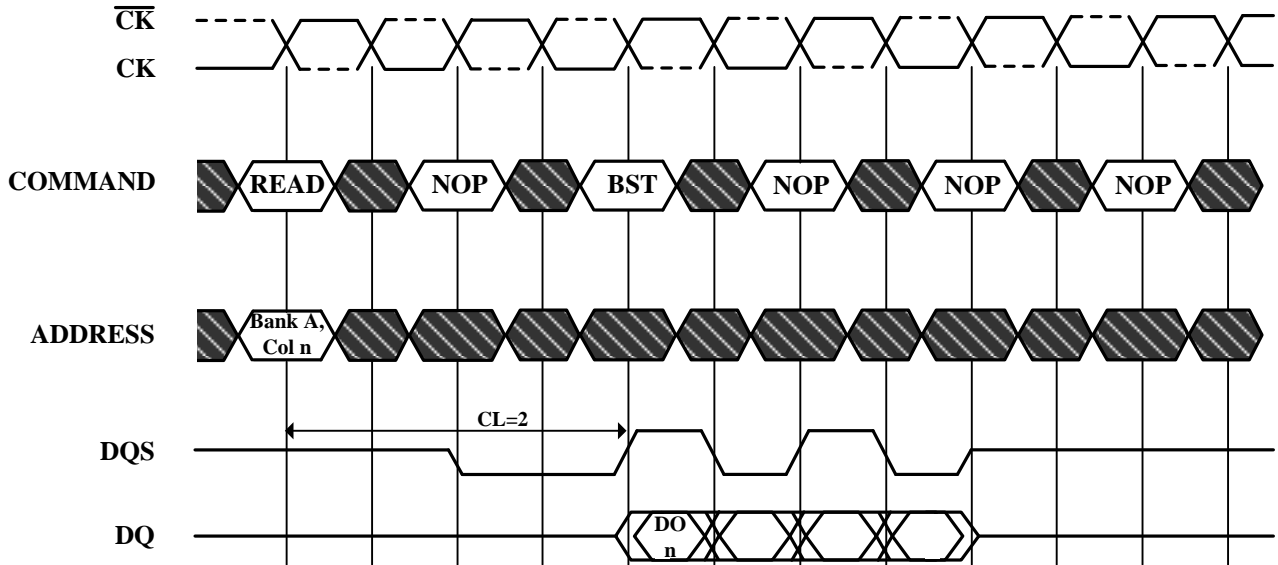 CK
CK
COMMAND
READ
NOP
BST
NOP
NOP
NOP
ADDRESS
Bank A,
Col n
CL=2
DQS
DQ
DO
n